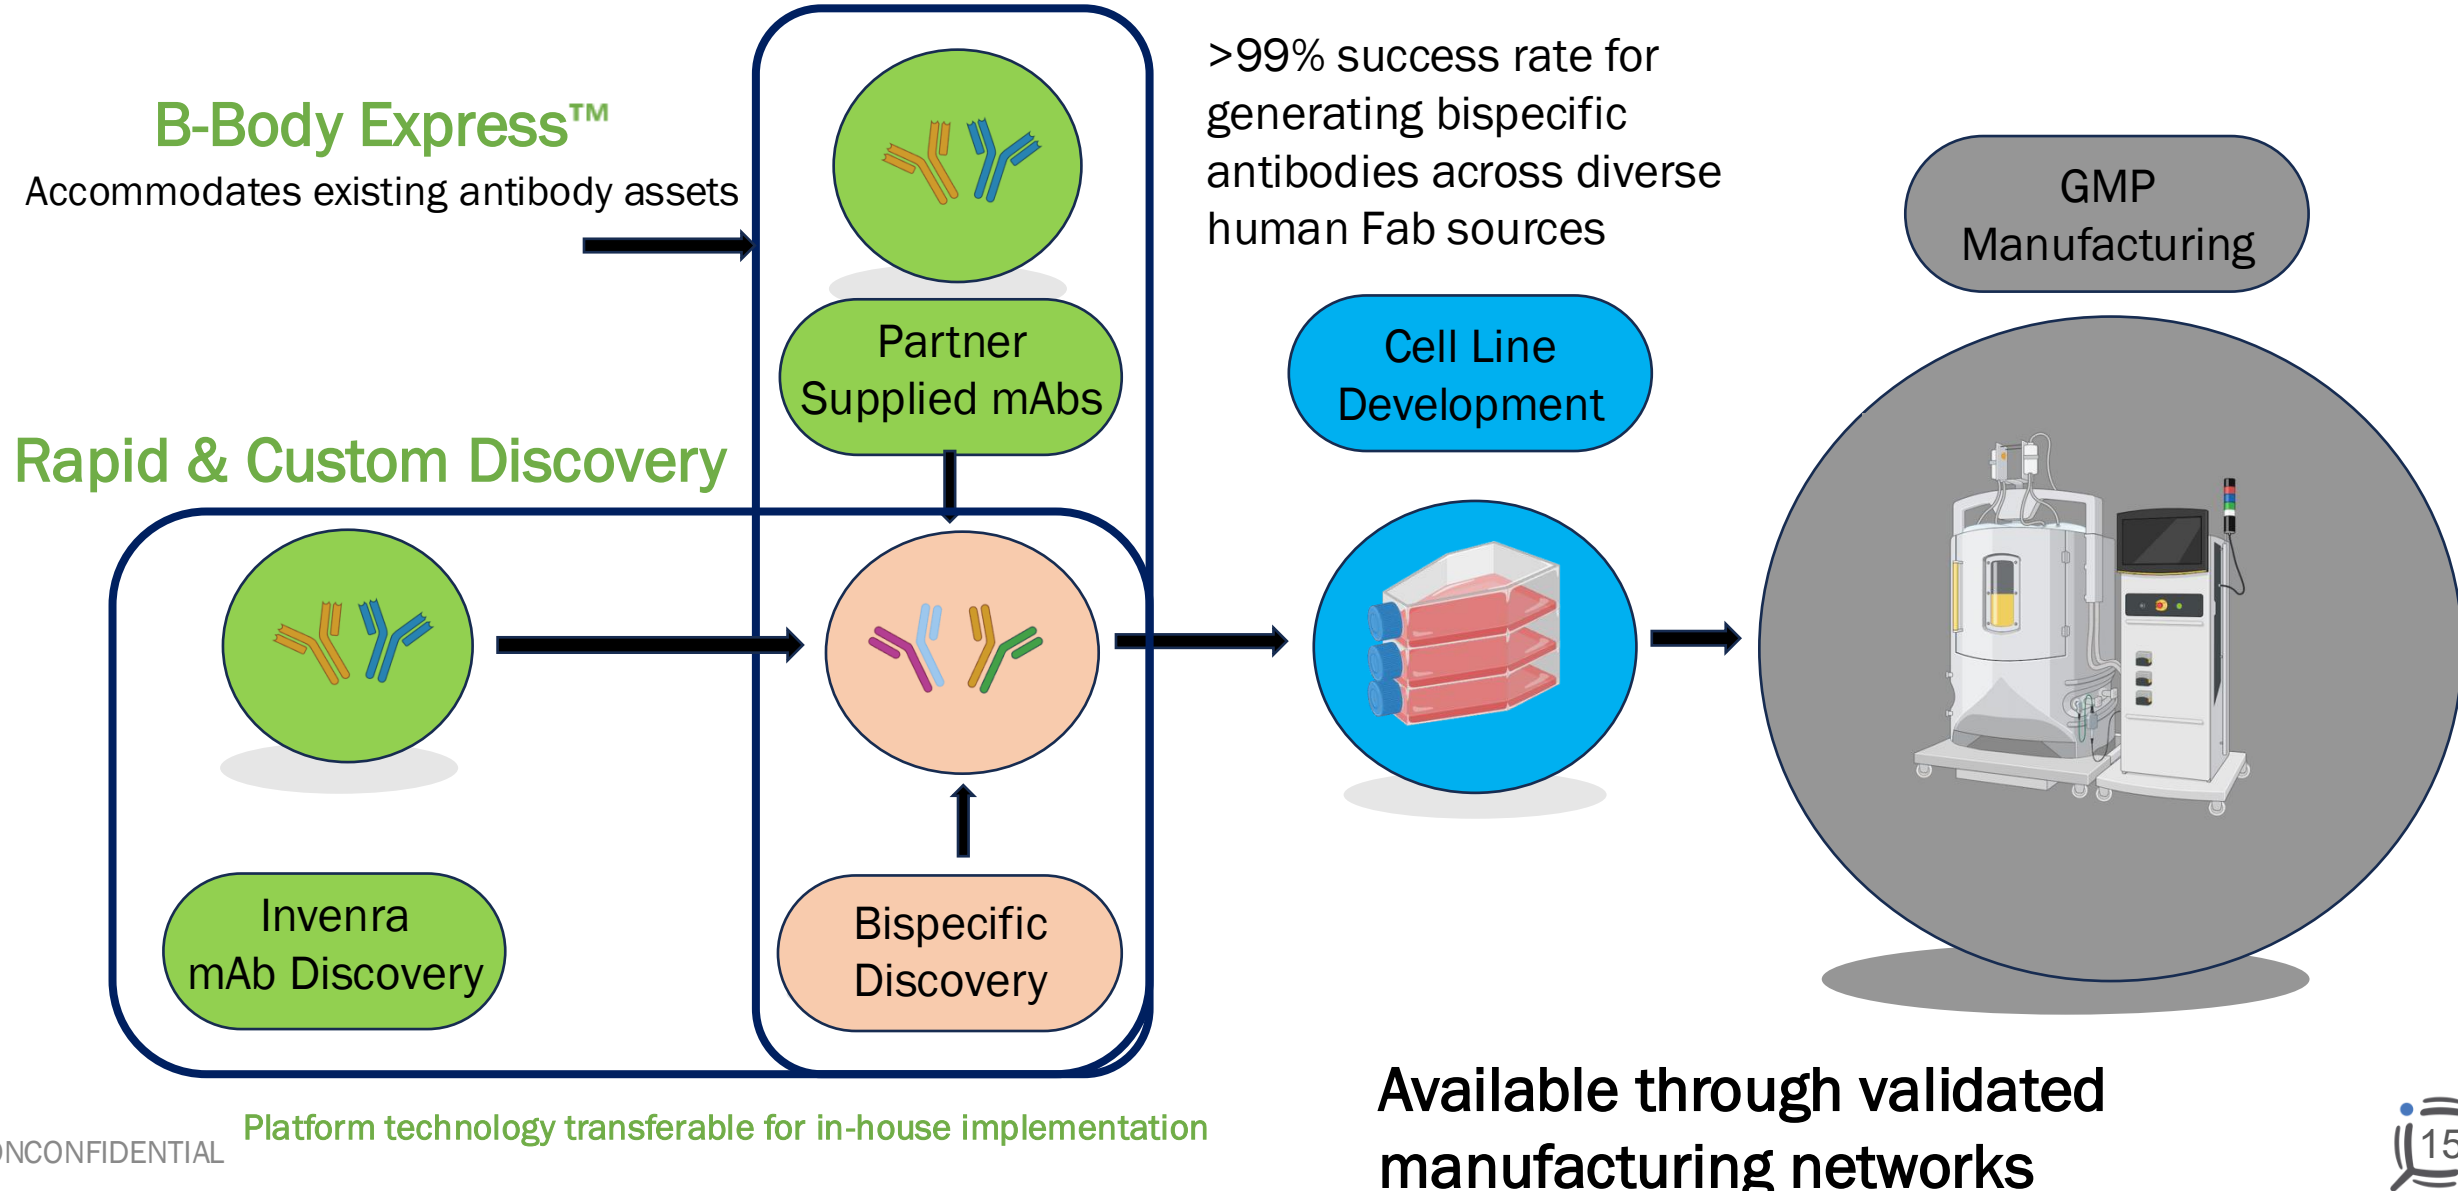 B-Body Express™
Accommodates existing antibody assets
>99% success rate for
generating bispecific
antibodies across diverse
human Fab sources
GMP
Manufacturing
Partner
Supplied mAbs
Cell Line
Development
Rapid & Custom Discovery
Invenra
mAb Discovery
Bispecific
Discovery
Available through validated
manufacturing networks
Platform technology transferable for in-house implementation
ONCONFIDENTIAL
15